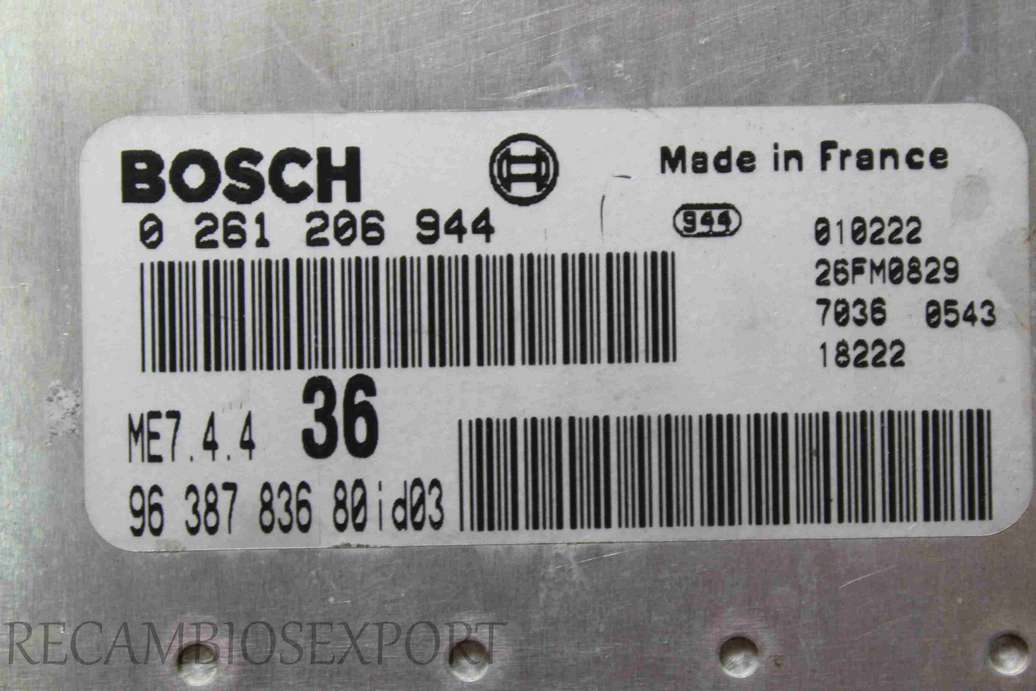 BOSCH
Made in France
0 261 206 944
944
010222
26FM0829
7036 0543
18222
ME7.4.4 36
96 387 836 80id03
RECAMBIOSEXPORT